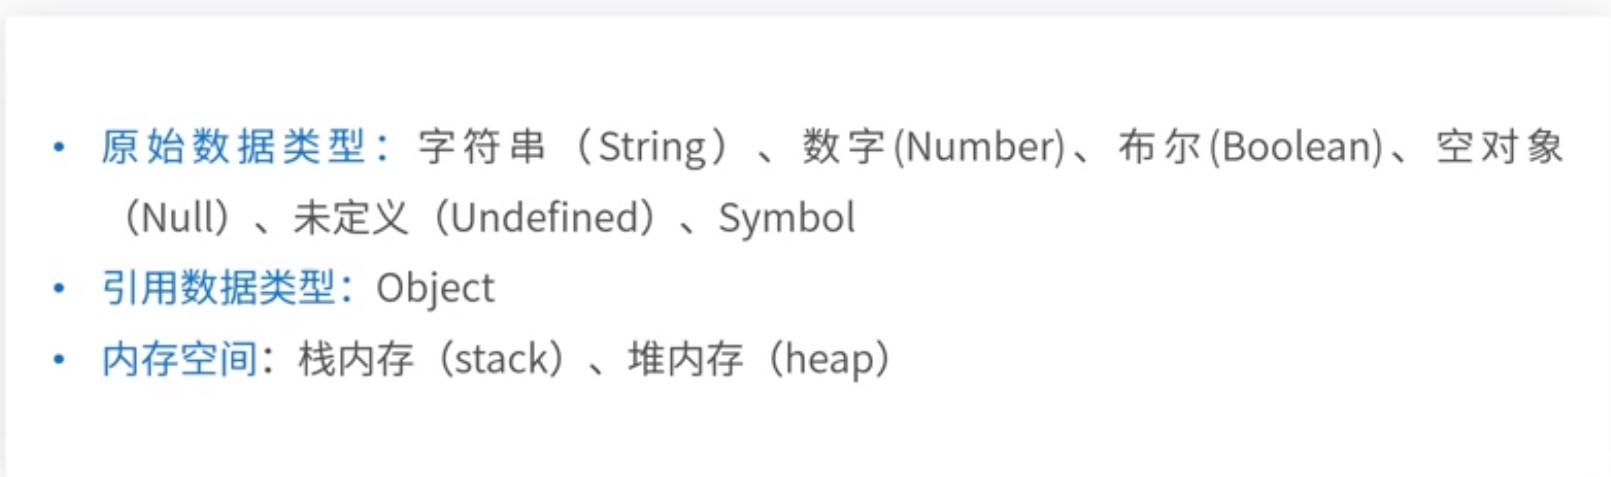 • 原始数据类型：字符串（String）、数字(Number)、布尔(Boolean)、空对象
（Null）、未定义（Undefined）、Symbol
• 引用数据类型：Object
• 内存空间：栈内存（stack）、堆内存（heap）